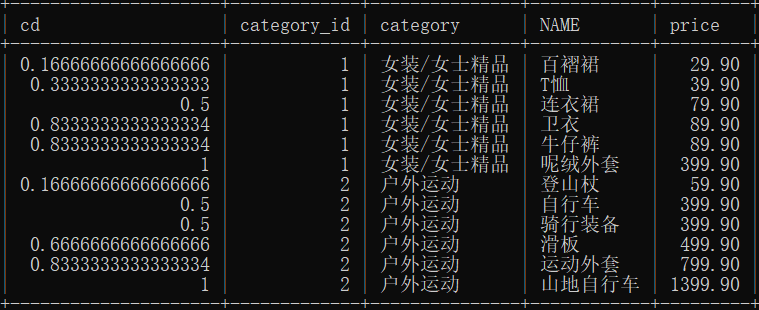 cd category_id category NAME price
0.16666666666666666 1 女装/女士精品 百褶裙 29.90
0.3333333333333333 1 女装/女士精品 T恤 39.90
0.5 1 女装/女士精品 连衣裙 79.90
0.8333333333333334 1 女装/女士精品 卫衣 89.90
0.8333333333333334 1 女装/女士精品 牛仔裤 89.90
1 1 女装/女士精品 呢绒外套 399.90
0.16666666666666666 2 户外运动 登山杖 59.90
0.5 2 户外运动 自行车 399.90
0.5 2 户外运动 骑行装备 399.90
0.6666666666666666 2 户外运动 滑板 499.90
0.8333333333333334 2 户外运动 运动外套 799.90
1 2 户外运动 山地自行车 1399.90